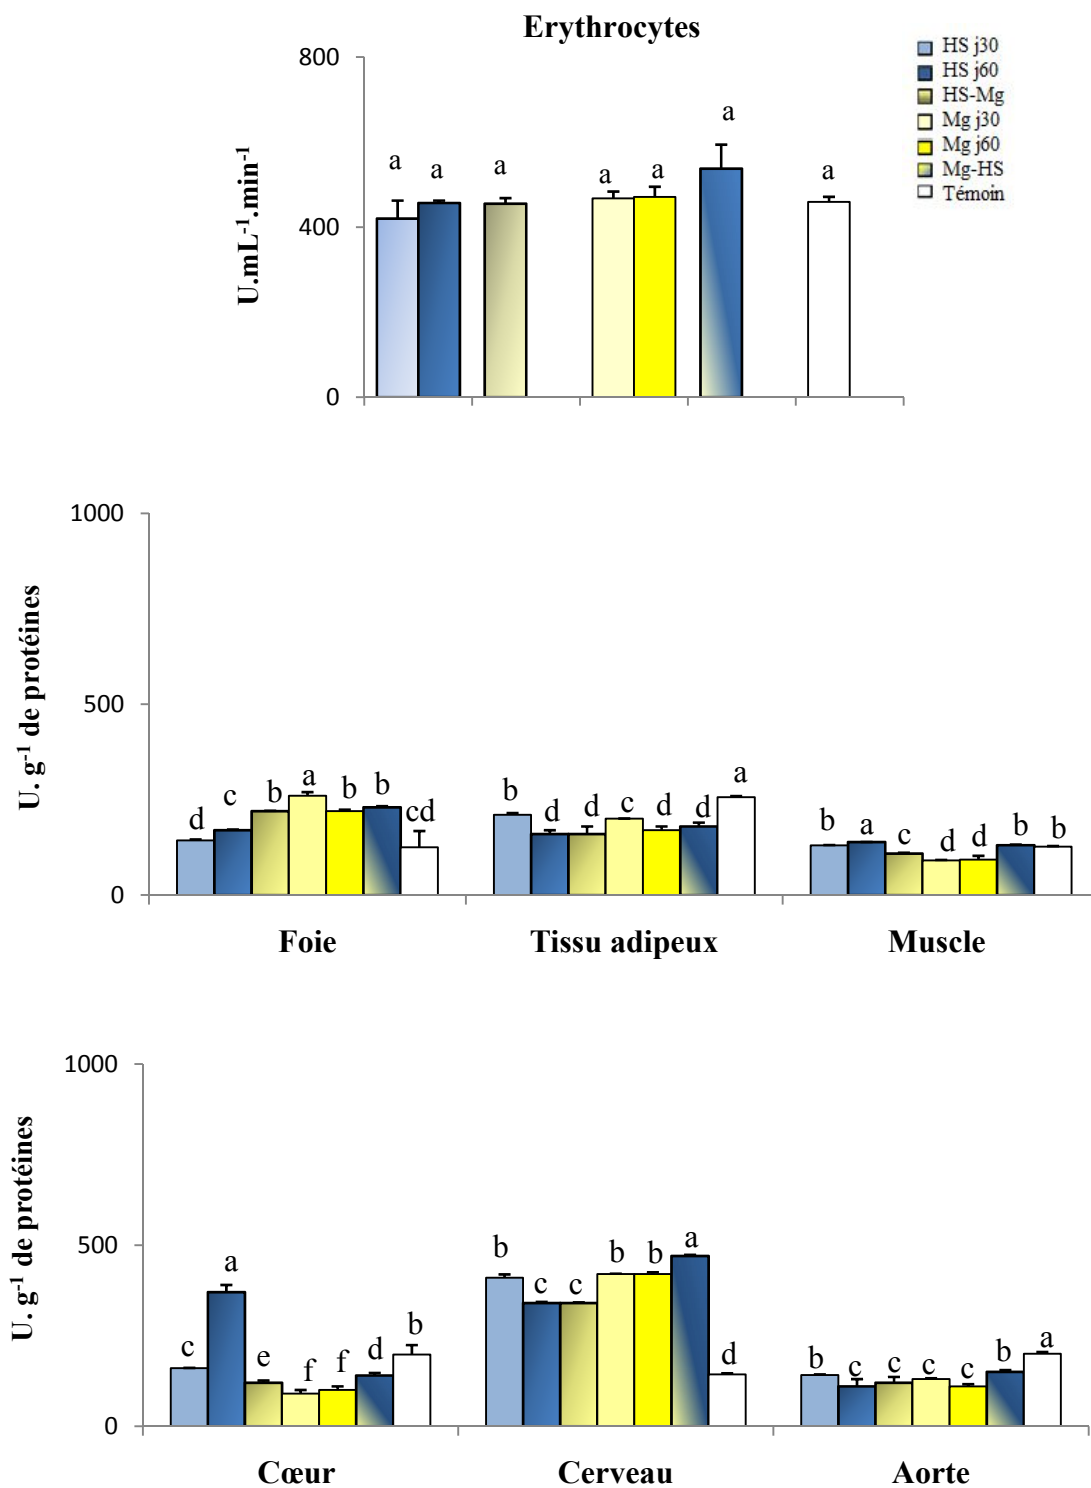 Erythrocytes
HS j30
HS j60
HS-Mg
Mg j30
Mg j60
Mg-HS
Témoin
U.mL⁻¹.min⁻¹
800
400
0
a a a a a a a
U. g⁻¹ de protéines
1000
500
0
d c b a b b cd
b d d c d d a
b a c d d b b
Foie Tissu adipeux Muscle
U. g⁻¹ de protéines
1000
500
0
c a e f f d b
b c c b b a d
b c c c c b a
Cœur Cerveau Aorte